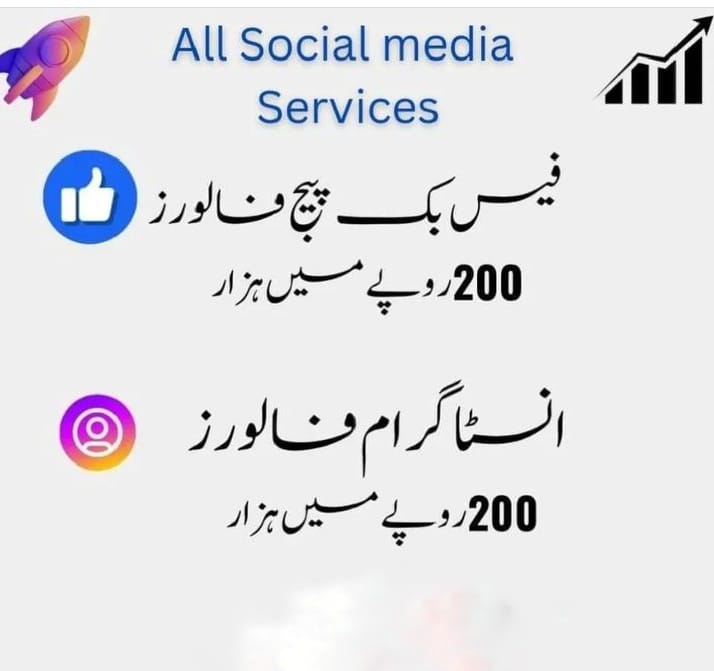 All Social media
Services
فیس بک پیج فالورز
200روپے میں ہزار
انسٹاگرام فالورز
200روپے میں ہزار